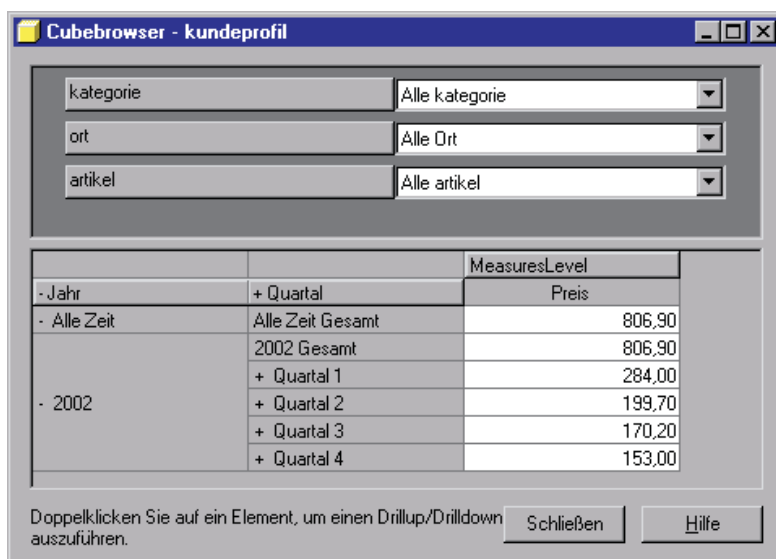 Cubebrowser - kundeprofil
kategorie Alle kategorie
ort Alle Ort
artikel Alle artikel
MeasuresLevel
- Jahr + Quartal Preis
- Alle Zeit Alle Zeit Gesamt 806,90
2002 Gesamt 806,90
+ Quartal 1 284,00
- 2002 + Quartal 2 199,70
+ Quartal 3 170,20
+ Quartal 4 153,00
Doppelklicken Sie auf ein Element, um einen Drillup/Drilldown
auszuführen.
Schließen Hilfe